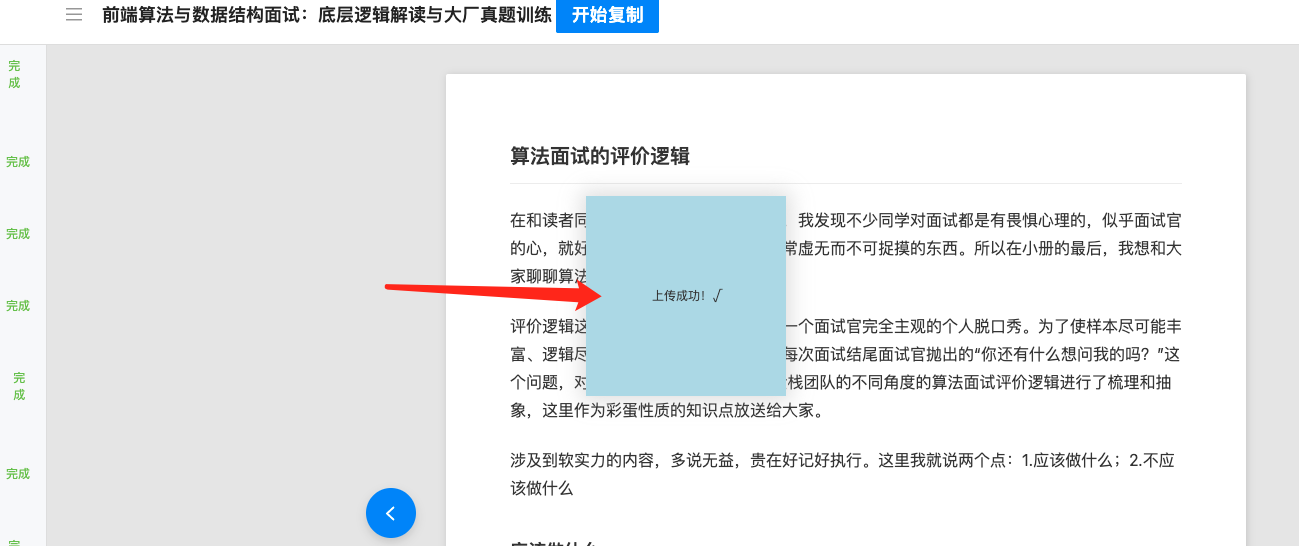 前端算法与数据结构面试：底层逻辑解读与大厂真题训练 开始复制
完
成
完成
完成
完成
完
成
完成
算法面试的评价逻辑
在和读者同 我发现不少同学对面试都是有畏惧心理的，似乎面试官
的心，就好 常虚无而不可捉摸的东西。所以在小册的最后，我想和大
家聊聊算法
上传成功！√
评价逻辑这 一个面试官完全主观的个人脱口秀。为了使样本尽可能丰
富、逻辑尽 每次面试结尾面试官抛出的“你还有什么想问我的吗？”这
个问题，对 栈团队的不同角度的算法面试评价逻辑进行了梳理和抽
象，这里作为彩蛋性质的知识点放送给大家。
涉及到软实力的内容，多说无益，贵在好记好执行。这里我就说两个点：1.应该做什么；2.不应
该做什么